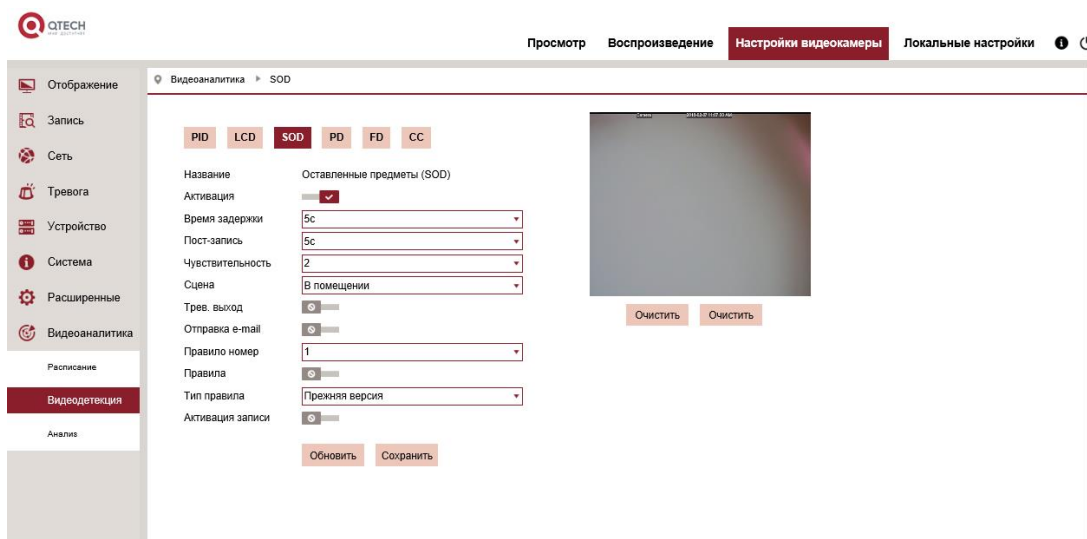 QTECH
Просмотр Воспроизведение Настройки видеокамеры Локальные настройки
Отображение
Запись
Сеть
Тревога
Устройство
Система
Расширенные
Видеоаналитика
Расписание
Видеодетекция
Анализ
Видеоаналитика SOD
PID LCD SOD PD FD CC
Название Оставленные предметы (SOD)
Активация
Время задержки 5с
Пост-запись 5с
Чувствительность 2
Сцена В помещении
Трев. выход
Отправка e-mail
Правило номер 1
Правила
Тип правила Прежняя версия
Активация записи
Обновить Сохранить
Camera
Очистить Очистить